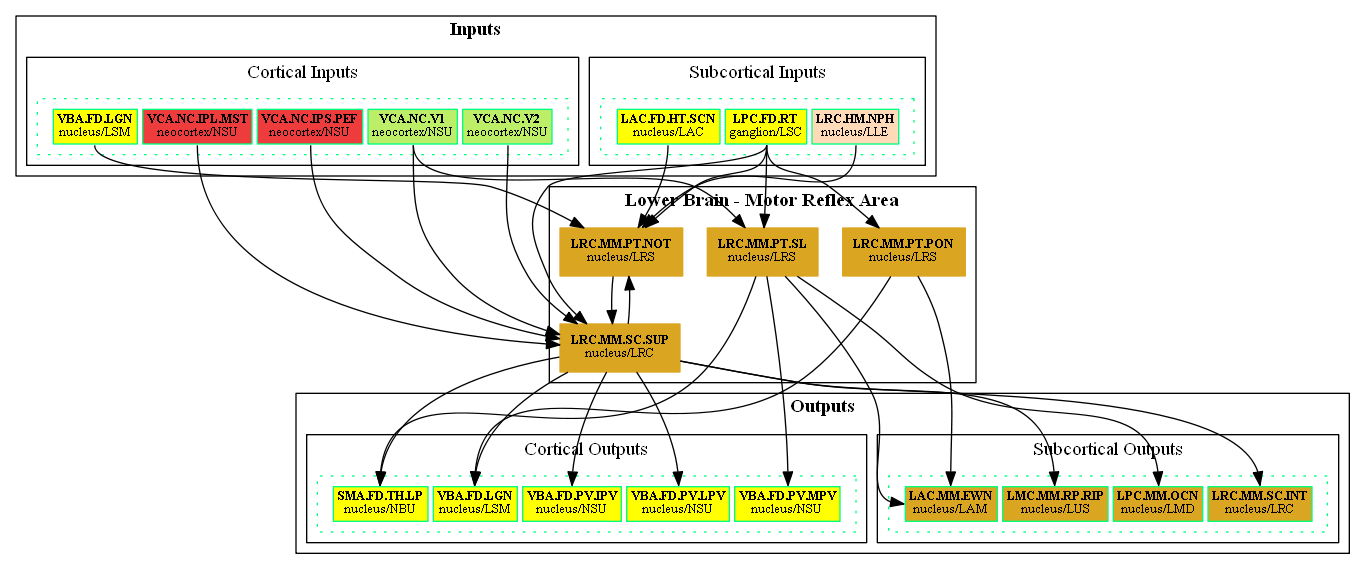 Inputs
Cortical Inputs
Subcortical Inputs
VBA.FD.LGN
nucleus/LSM
VCA.NC.IPL.MST
neocortex/NSU
VCA.NC.IPS.PEF
neocortex/NSU
VCA.NC.V1
neocortex/NSU
VCA.NC.V2
neocortex/NSU
LAC.FD.HT.SCN
nucleus/LAC
LPC.FD.RT
ganglion/LSC
LRC.HM.NPH
nucleus/LLE
Lower Brain - Motor Reflex Area
LRC.MM.PT.NOT
nucleus/LRS
LRC.MM.PT.SL
nucleus/LRS
LRC.MM.PT.PON
nucleus/LRS
LRC.MM.SC.SUP
nucleus/LRC
Outputs
Cortical Outputs
Subcortical Outputs
SMA.FD.TH.LP
nucleus/NBU
VBA.FD.LGN
nucleus/LSM
VBA.FD.PV.IPV
nucleus/NSU
VBA.FD.PV.LPV
nucleus/NSU
VBA.FD.PV.MPV
nucleus/NSU
LAC.MM.EWN
nucleus/LAM
LMC.MM.RP.RIP
nucleus/LUS
LPC.MM.OCN
nucleus/LMD
LRC.MM.SC.INT
nucleus/LRC